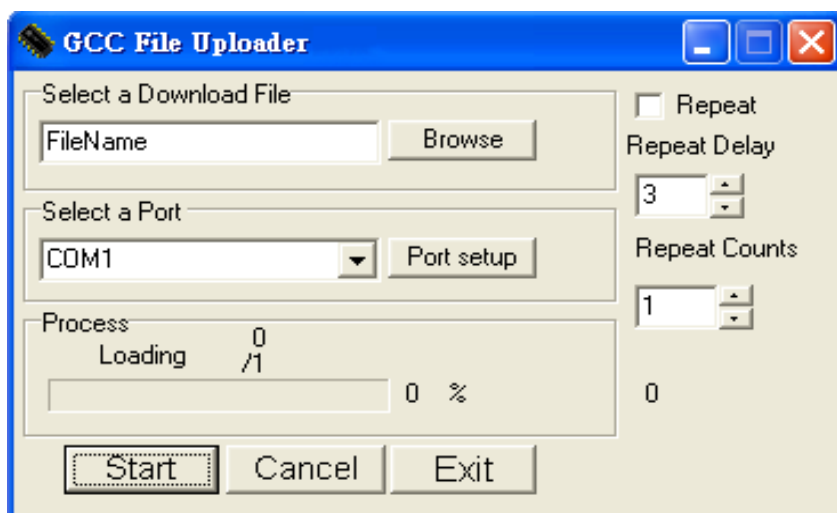 GCC File Uploader
Select a Download File
FileName
Browse
Select a Port
COM1
Port setup
Process
Loading
0
/1
0 %
Start
Cancel
Exit
Repeat
Repeat Delay
3
Repeat Counts
1
0